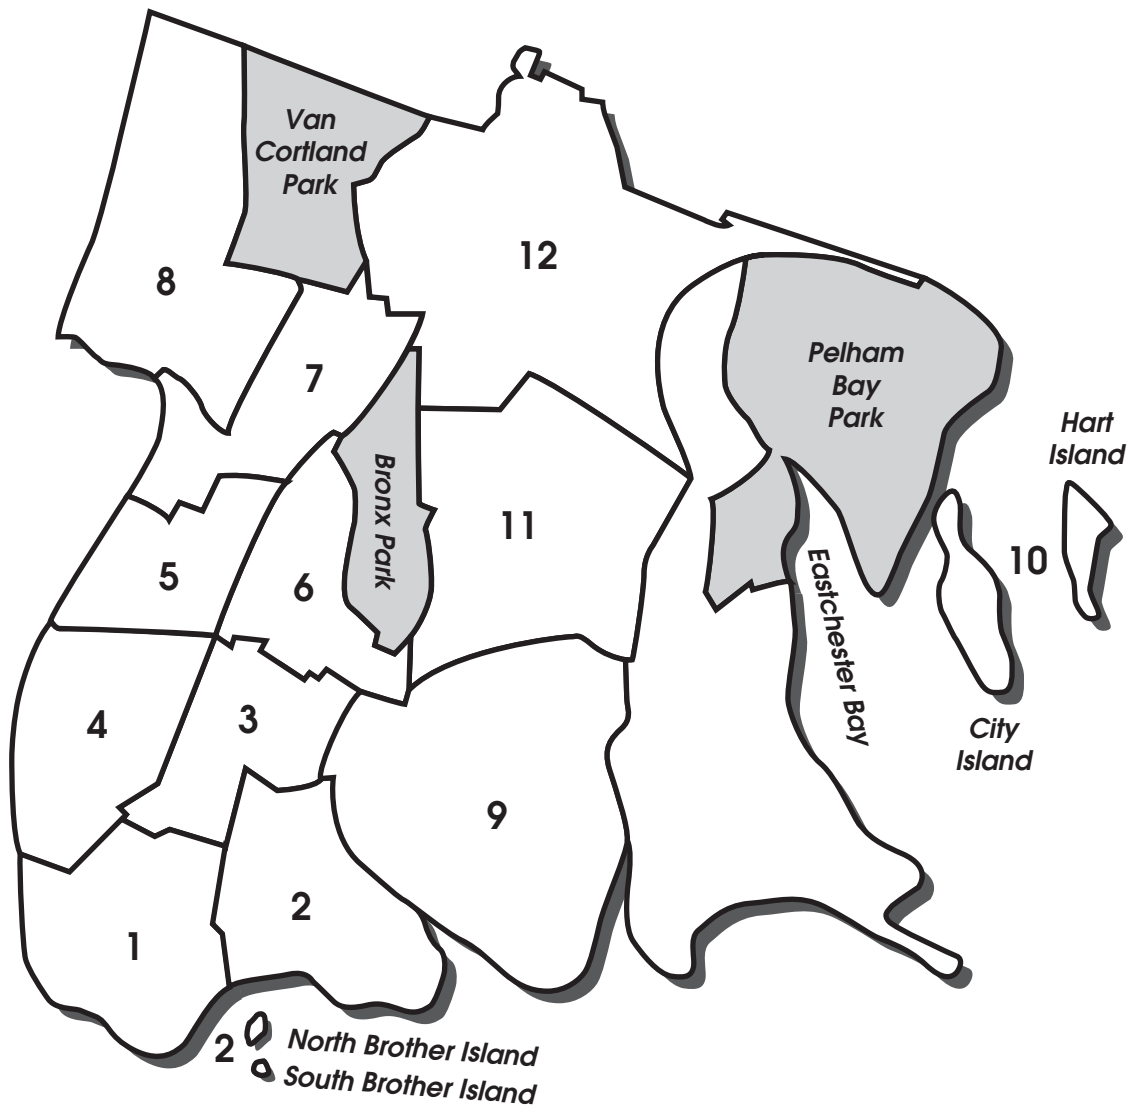 Van
Cortland
Park
12
8
Pelham
Bay
Park
7
Hart
Island
Bronx Park
11
10
5
6
Eastchester Bay
4
3
City
Island
9
2
1
2
North Brother Island
South Brother Island